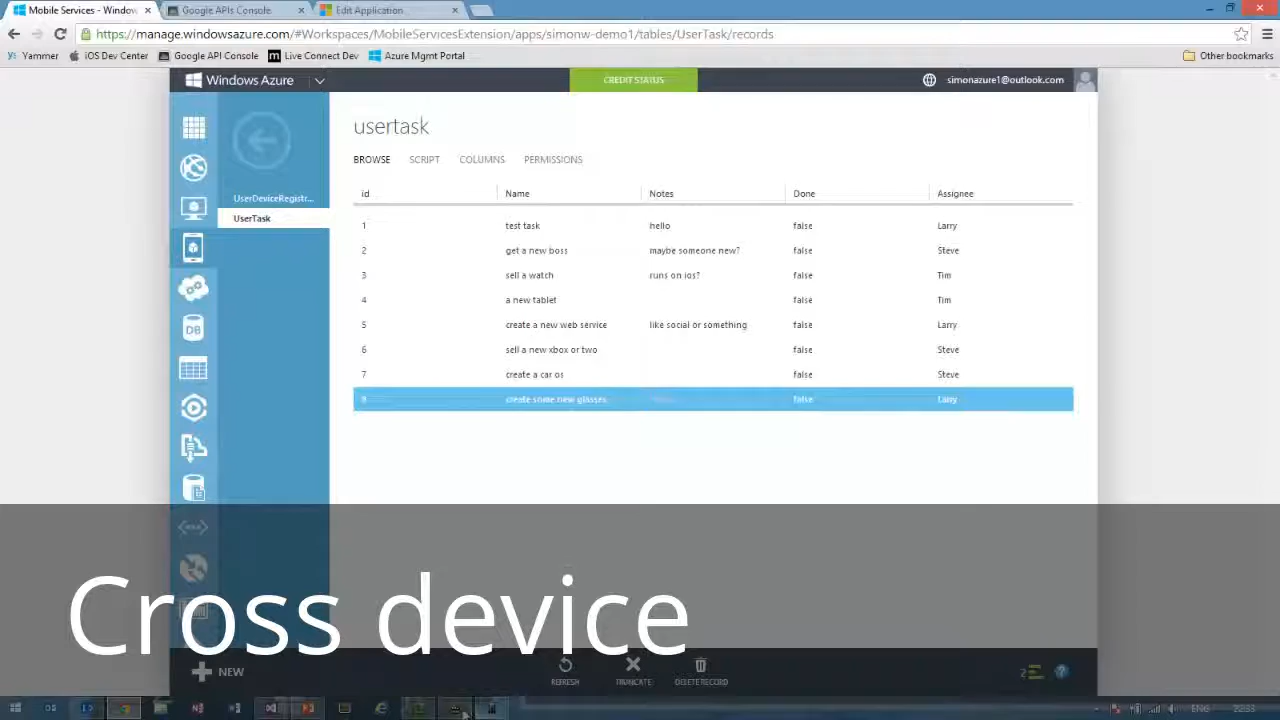 Mobile Services - Window
Google APIs Console
Edit Application
https://manage.windowsazure.com/#Workspaces/MobileServicesExtension/apps/simonw-demo1/tables/UserTask/records
Yammer
iOS Dev Center
Google API Console
Live Connect Dev
Azure Mgmt Portal
Other bookmarks
Windows Azure
CREDIT STATUS
simonazure1@outlook.com
UserDeviceRegistr...
UserTask
usertask
BROWSE SCRIPT COLUMNS PERMISSIONS
id Name Notes Done Assignee
1 test task hello false Larry
2 get a new boss maybe someone new? false Steve
3 sell a watch runs on ios? false Tim
4 a new tablet false Tim
5 create a new web service like social or something false Larry
6 sell a new xbox or two false Steve
7 create a car os false Steve
create some new glasses false Larry
DB
Cross device
NEW
REFRESH
TRUNCATE
DELETE RECORD
2
ENG
22:33